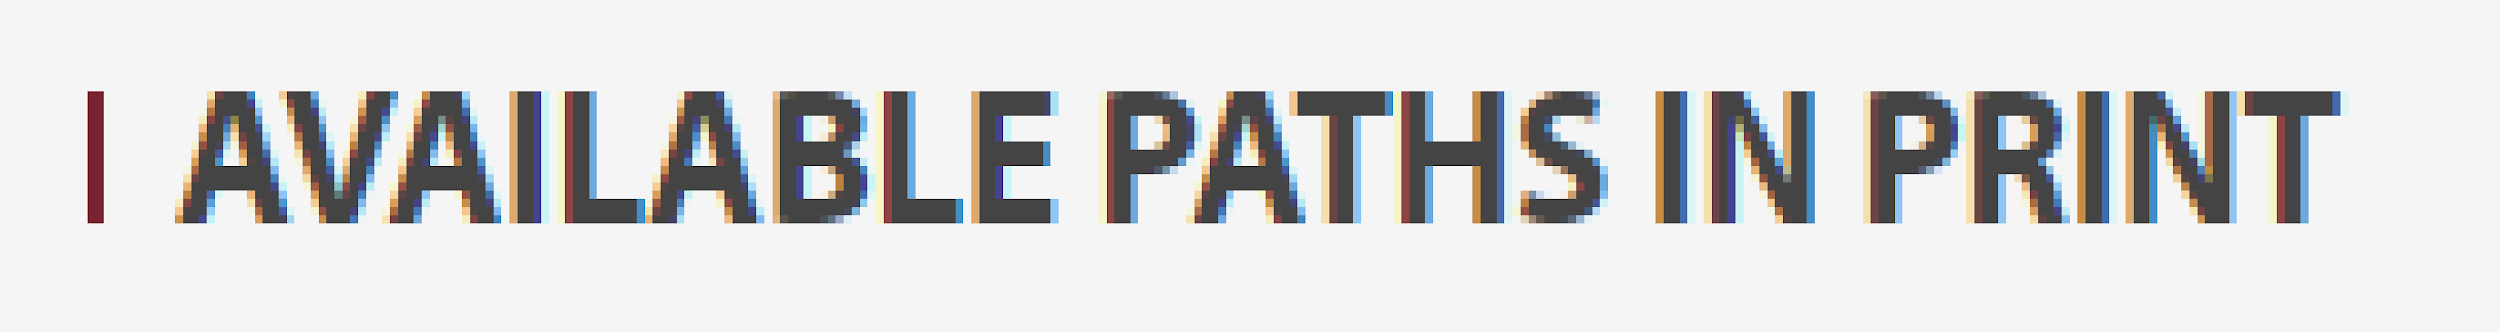 AVAILABLE PATHS IN PRINT